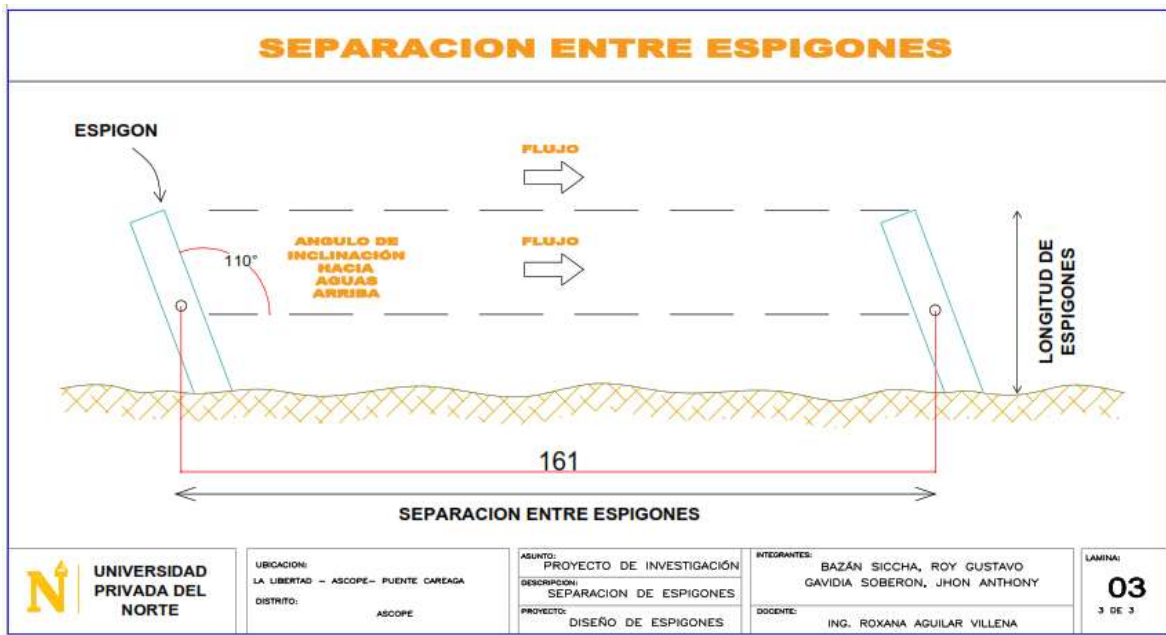 SEPARACION ENTRE ESPIGONES
ESPIGON
FLUJO
110°
ANGULO DE
INCLINACIÓN
HACIA
AGUAS
ARRIBA
FLUJO
LONGITUD DE
ESPIGONES
161
SEPARACION ENTRE ESPIGONES
N
UNIVERSIDAD
PRIVADA DEL
NORTE
UBICACION:
LA LIBERTAD - ASCOPE- PUENTE CAREAGA
DISTRITO:
ASCOPE
ASUNTO:
PROYECTO DE INVESTIGACIÓN
DESCRIPCION:
SEPARACION DE ESPIGONES
PROYECTO:
DISEÑO DE ESPIGONES
INTEGRANTES:
BAZÁN SICCHA, ROY GUSTAVO
GAVIDIA SOBERON, JHON ANTHONY
DOCENTE:
ING. ROXANA AGUILAR VILLENA
LAMINA:
03
3 DE 3